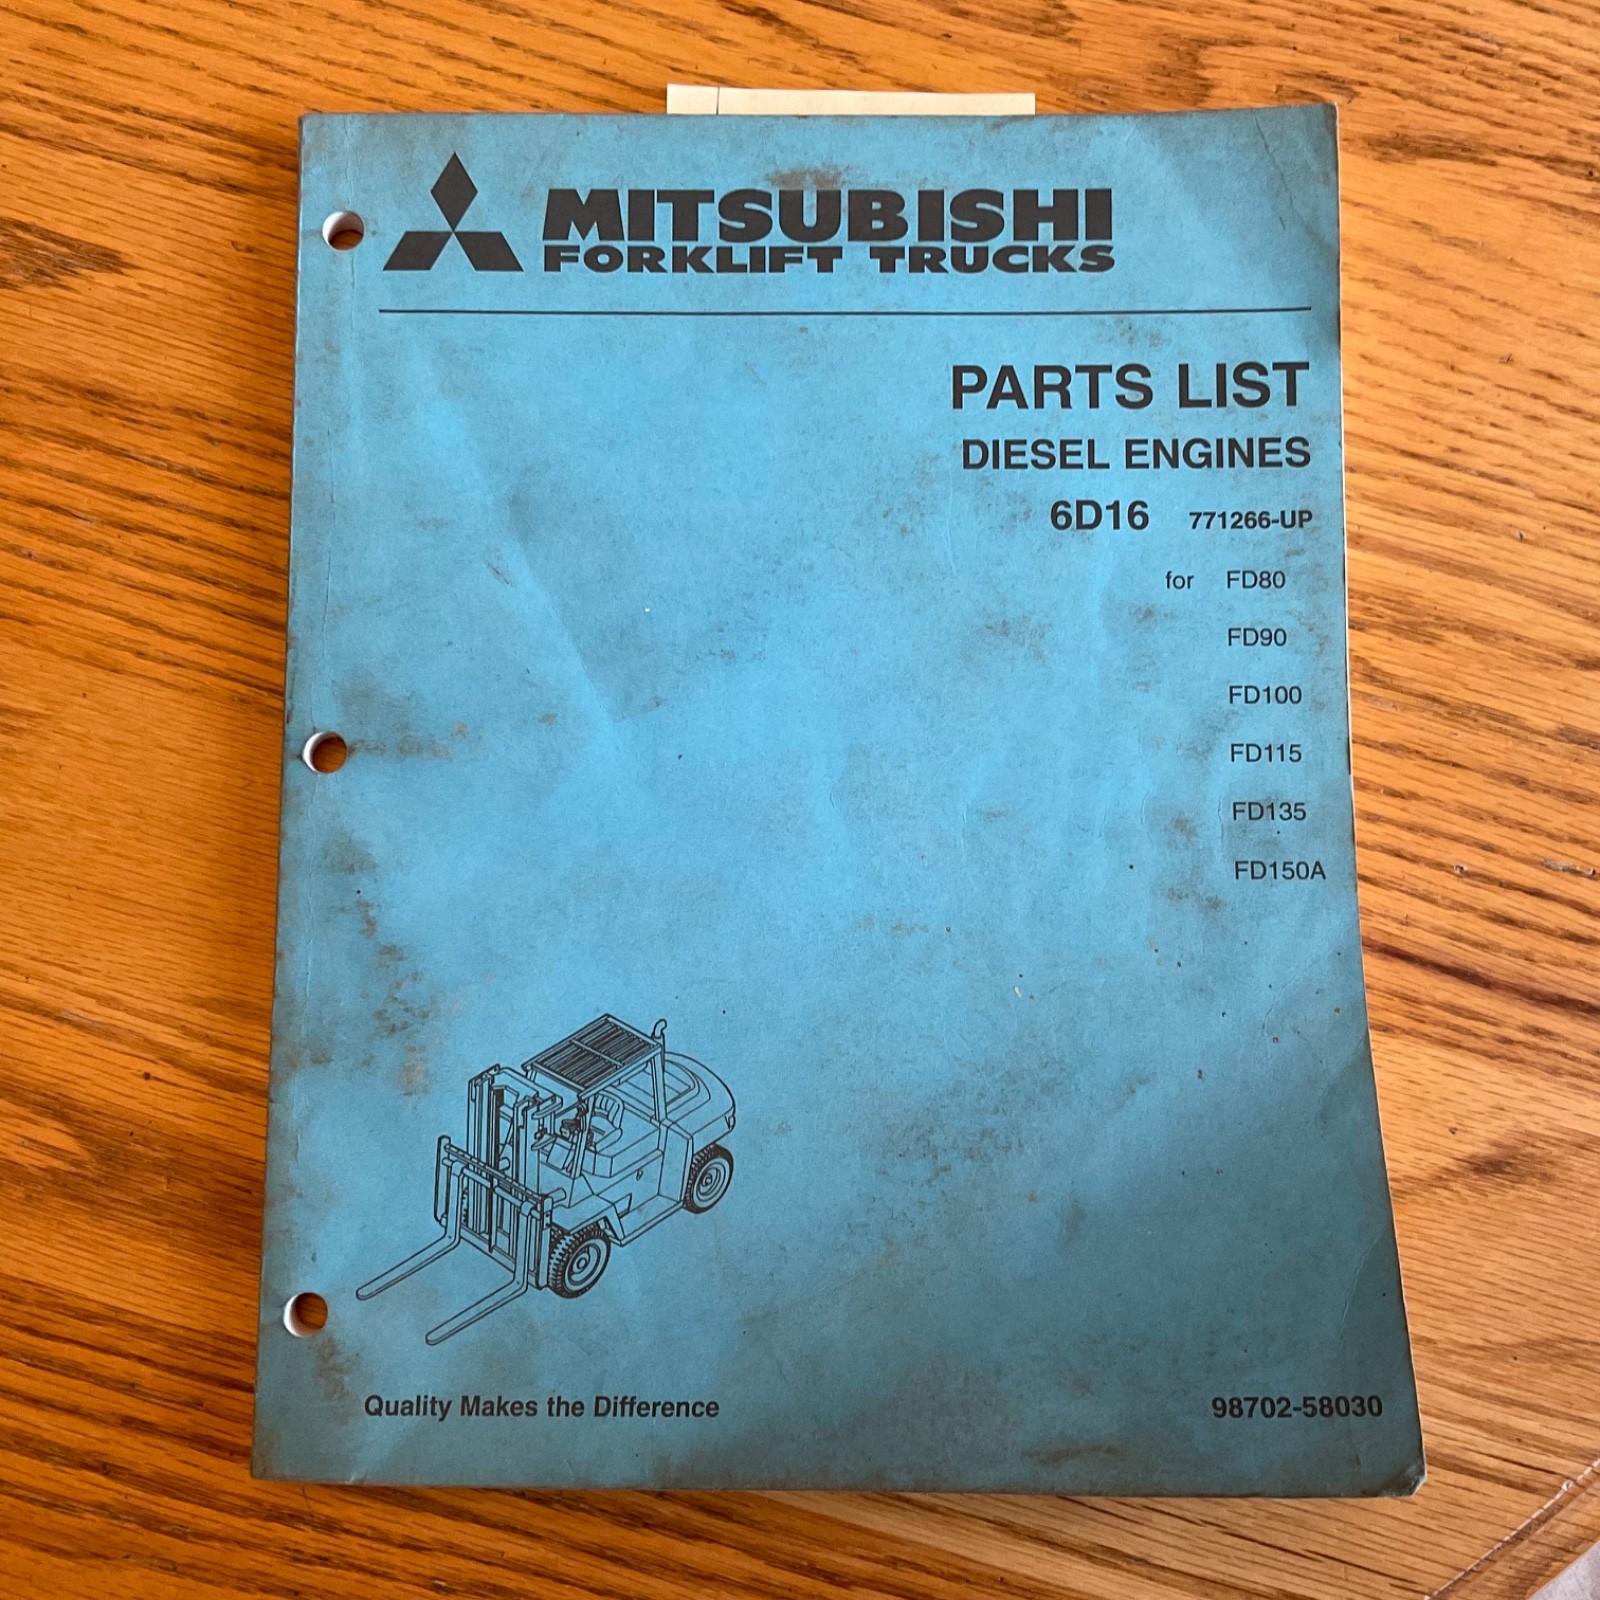 MITSUBISHI
FORKLIFT TRUCKS
PARTS LIST
DIESEL ENGINES
6D16 771266-UP
for FD80
FD90
FD100
FD115
FD135
FD150A
Quality Makes the Difference 98702-58030